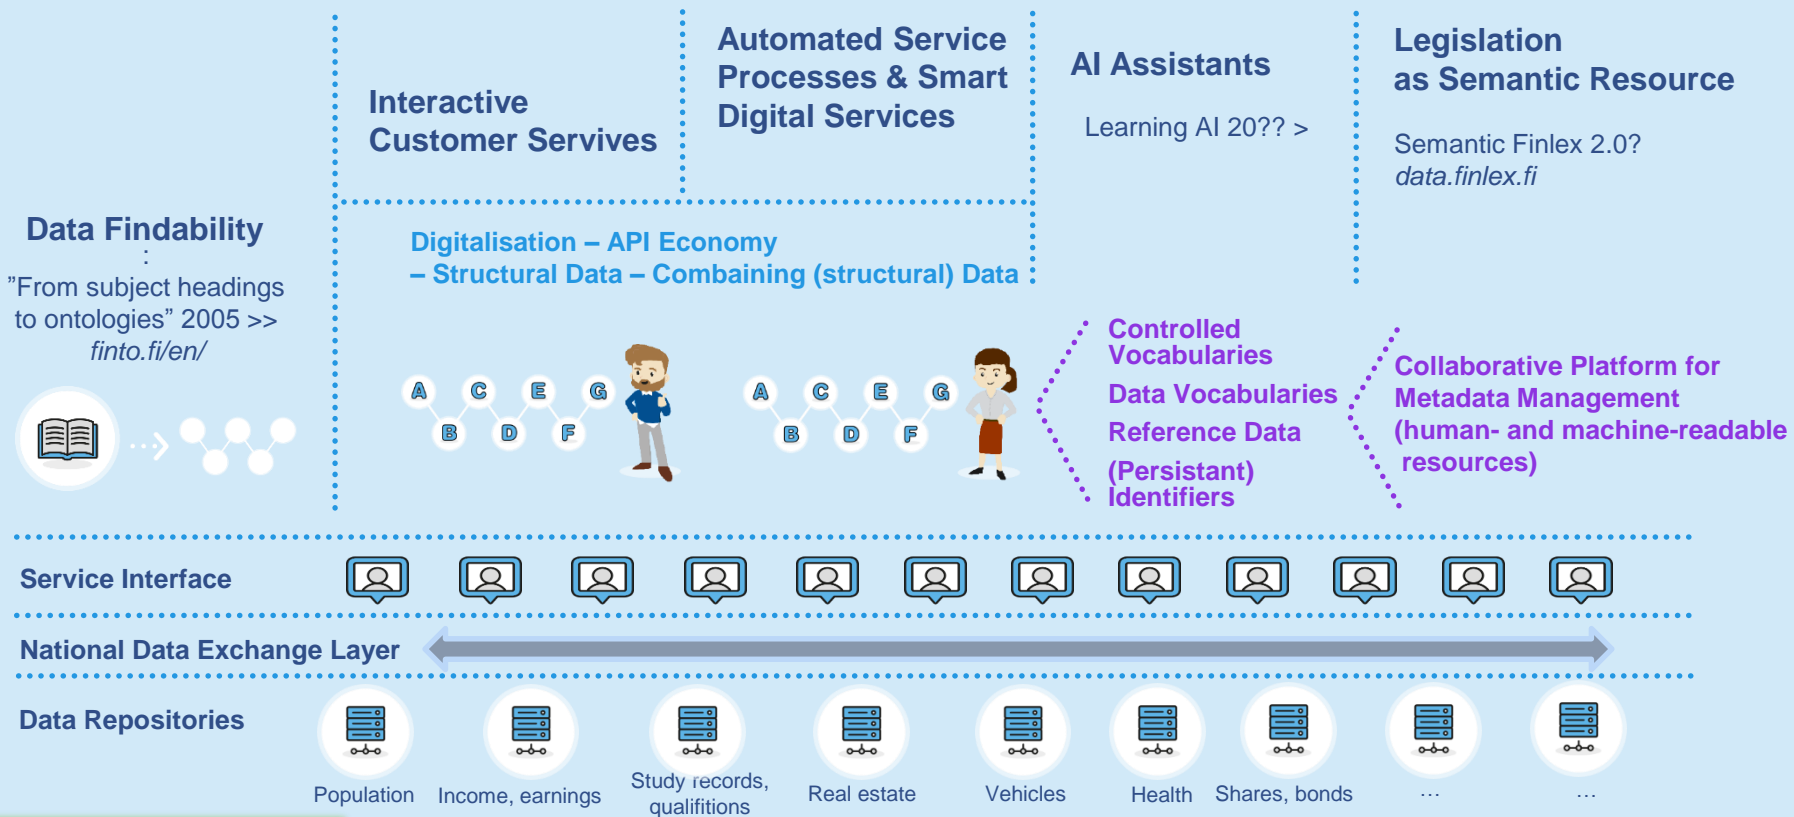 Data Findability
:
”From subject headings
to ontologies” 2005 >>
finto.fi/en/
Interactive
Customer Servives
Automated Service
Processes & Smart
Digital Services
AI Assistants
Learning AI 20?? >
Legislation
as Semantic Resource
Semantic Finlex 2.0?
data.finlex.fi
Digitalisation – API Economy
– Structural Data – Combaining (structural) Data
A C E G
B D F
A C E G
B D F
Controlled
Vocabularies
Data Vocabularies
Reference Data
(Persistant)
Identifiers
Collaborative Platform for
Metadada Management
(human- and machine-readable
resources)
Service Interface
National Data Exchange Layer
Data Repositories
Population
Income, earnings
Study records,
qualifitions
Real estate
Vehicles
Health
Shares, bonds
...
...